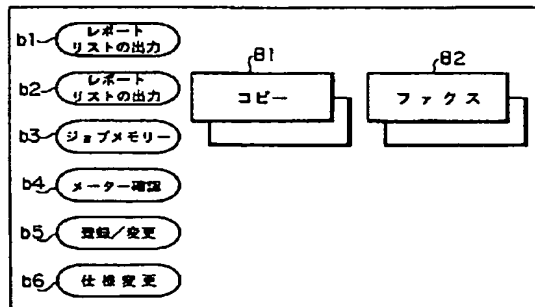 b1
レポート
リストの出力
b2
レポート
リストの出力
b3
ジョブメモリー
b4
メーター確認
b5
登録/変更
b6
仕様変更
B1
コピー
B2
ファクス